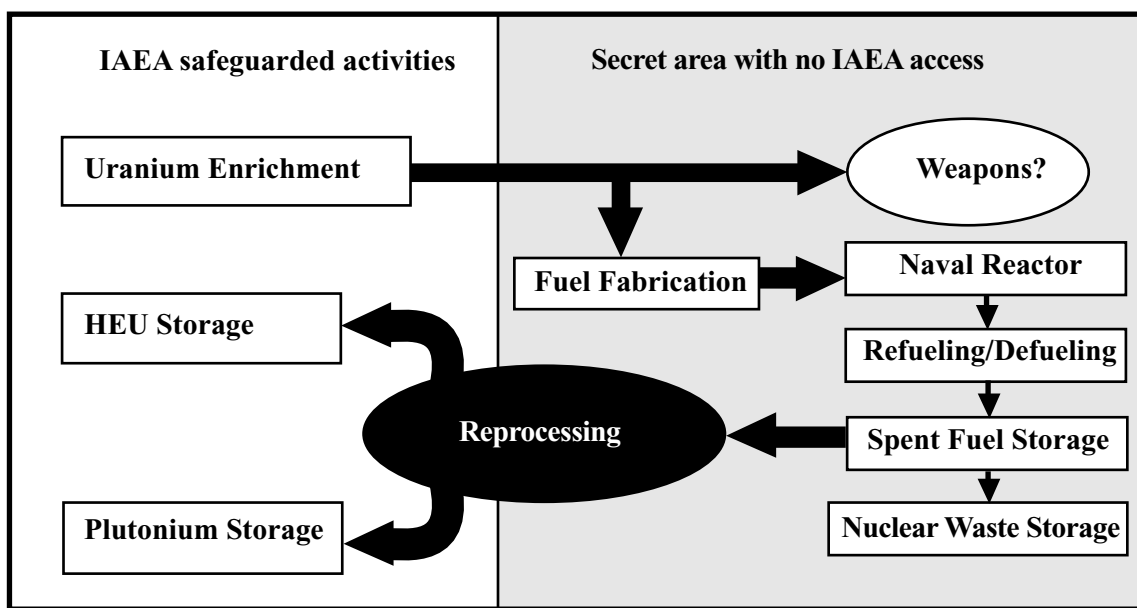 IAEA safeguarded activities
Secret area with no IAEA access
Uranium Enrichment
Weapons?
Fuel Fabrication
Naval Reactor
HEU Storage
Refueling/Defueling
Reprocessing
Spent Fuel Storage
Plutonium Storage
Nuclear Waste Storage